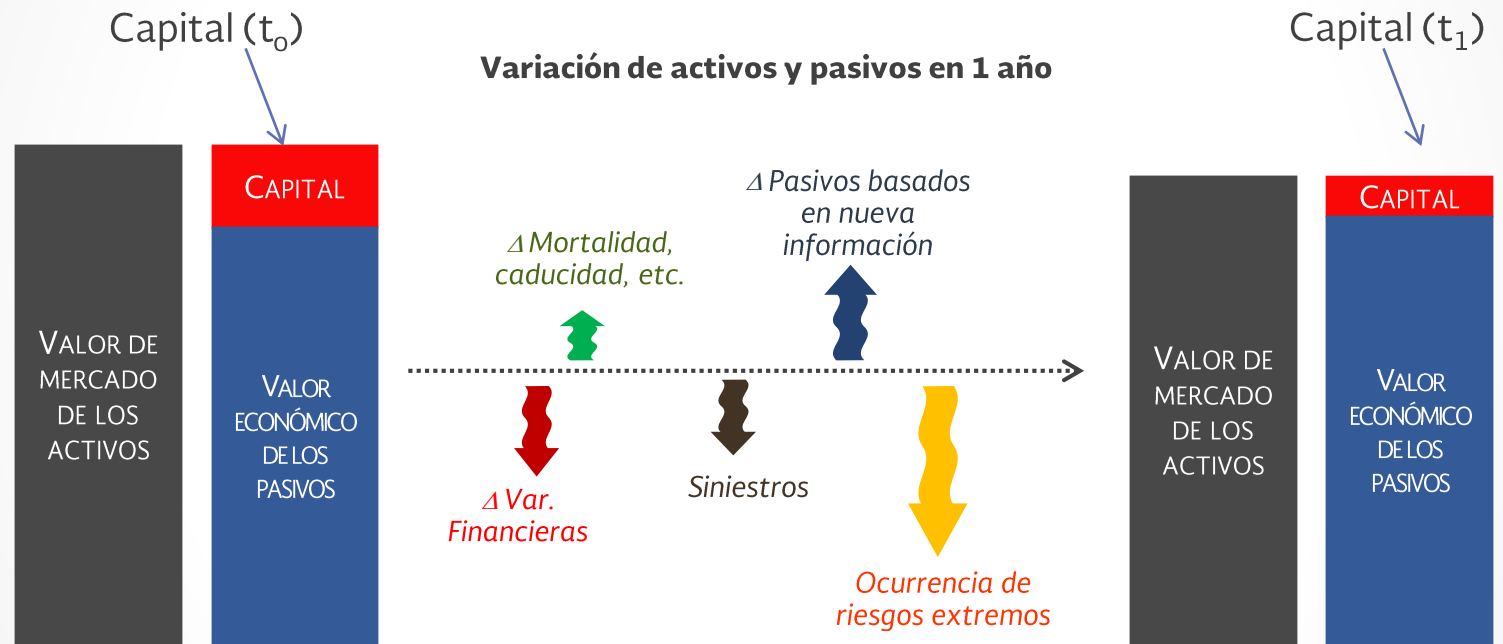 Capital (t₀)
Capital (t₁)
Variación de activos y pasivos en 1 año
CAPITAL
VALOR DE
MERCADO
DE LOS
ACTIVOS
VALOR
ECONÓMICO
DE LOS
PASIVOS
Δ Mortalidad,
caducidad, etc.
Δ Pasivos basados
en nueva
información
Δ Var.
Financieras
Siniestros
Ocurrencia de
riesgos extremos
VALOR DE
MERCADO
DE LOS
ACTIVOS
CAPITAL
VALOR
ECONÓMICO
DE LOS
PASIVOS